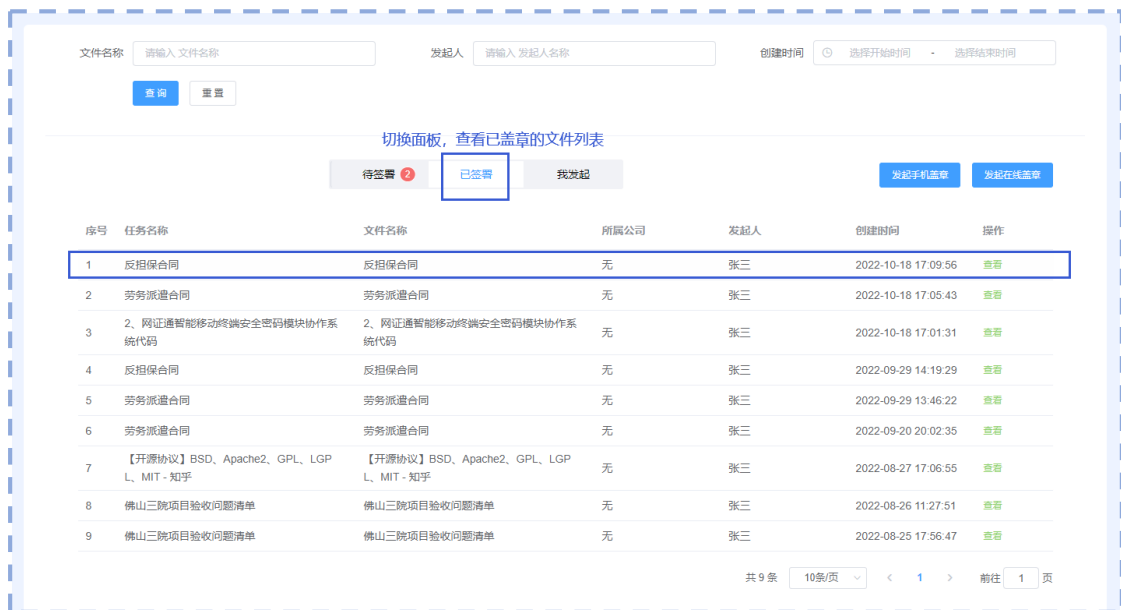 文件名称 请输入 文件名称 发起人 请输入 发起人名称 创建时间 选择开始时间 - 选择结束时间
查询 重置
切换面板，查看已盖章的文件列表
待签署 2 已签署 我发起 发起手机盖章 发起在线盖章
序号 任务名称 文件名称 所属公司 发起人 创建时间 操作
1 反担保合同 反担保合同 无 张三 2022-10-18 17:09:56 查看
2 劳务派遣合同 劳务派遣合同 无 张三 2022-10-18 17:05:43 查看
3 2、网证通智能移动终端安全密码模块协作系 2、网证通智能移动终端安全密码模块协作系 无 张三 2022-10-18 17:01:31 查看
统代码 统代码
4 反担保合同 反担保合同 无 张三 2022-09-29 14:19:29 查看
5 劳务派遣合同 劳务派遣合同 无 张三 2022-09-29 13:46:22 查看
6 劳务派遣合同 劳务派遣合同 无 张三 2022-09-20 20:02:35 查看
7 【开源协议】BSD、Apache2、GPL、LGP 【开源协议】BSD、Apache2、GPL、LGP 无 张三 2022-08-27 17:06:55 查看
L、MIT - 知乎 L、MIT - 知乎
8 佛山三院项目验收问题清单 佛山三院项目验收问题清单 无 张三 2022-08-26 11:27:51 查看
9 佛山三院项目验收问题清单 佛山三院项目验收问题清单 无 张三 2022-08-25 17:56:47 查看
共 9 条 10条/页 1 前往 1 页